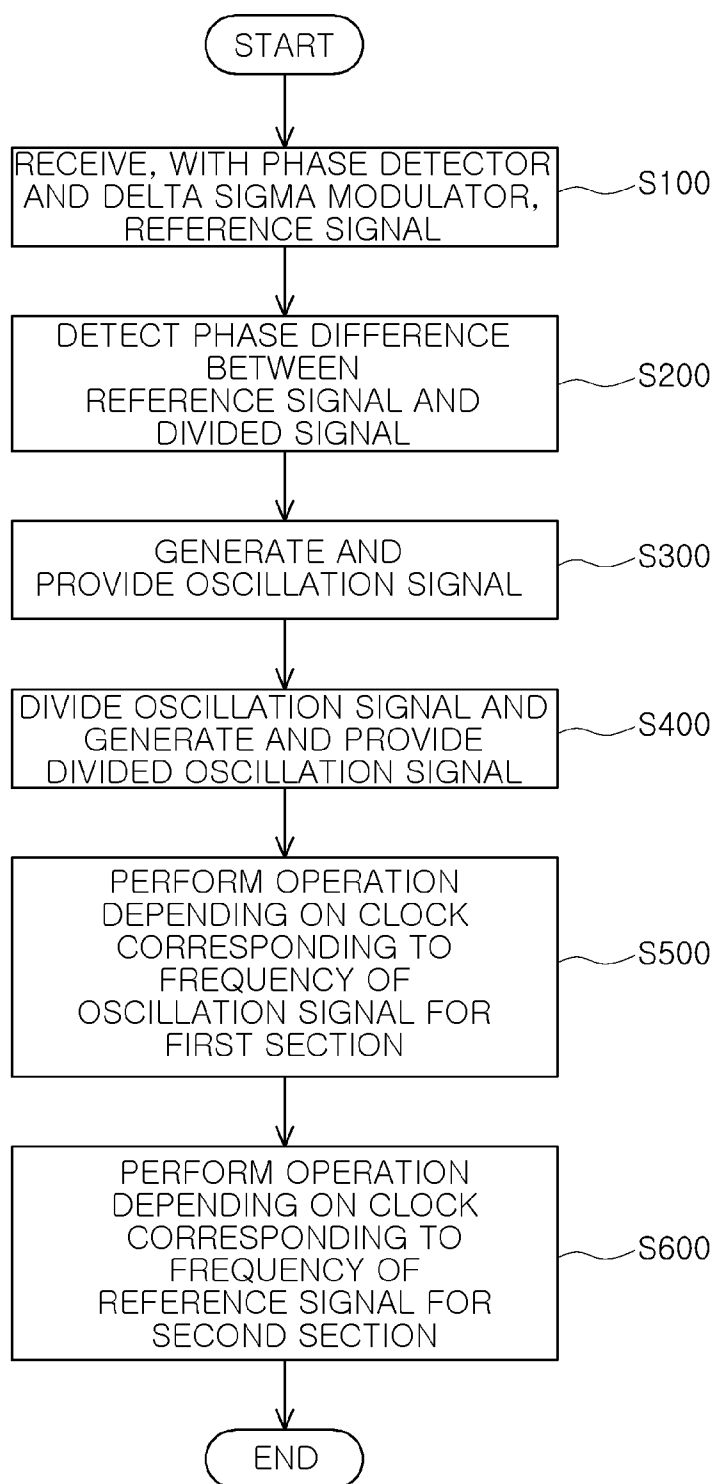 START
RECEIVE, WITH PHASE DETECTOR
AND DELTA SIGMA MODULATOR,
REFERENCE SIGNAL
S100
DETECT PHASE DIFFERENCE
BETWEEN
REFERENCE SIGNAL AND
DIVIDED SIGNAL
S200
GENERATE AND
PROVIDE OSCILLATION SIGNAL
S300
DIVIDE OSCILLATION SIGNAL AND
GENERATE AND PROVIDE
DIVIDED OSCILLATION SIGNAL
S400
PERFORM OPERATION
DEPENDING ON CLOCK
CORRESPONDING TO
FREQUENCY OF
OSCILLATION SIGNAL FOR
FIRST SECTION
S500
PERFORM OPERATION
DEPENDING ON CLOCK
CORRESPONDING TO
FREQUENCY OF
REFERENCE SIGNAL FOR
SECOND SECTION
S600
END